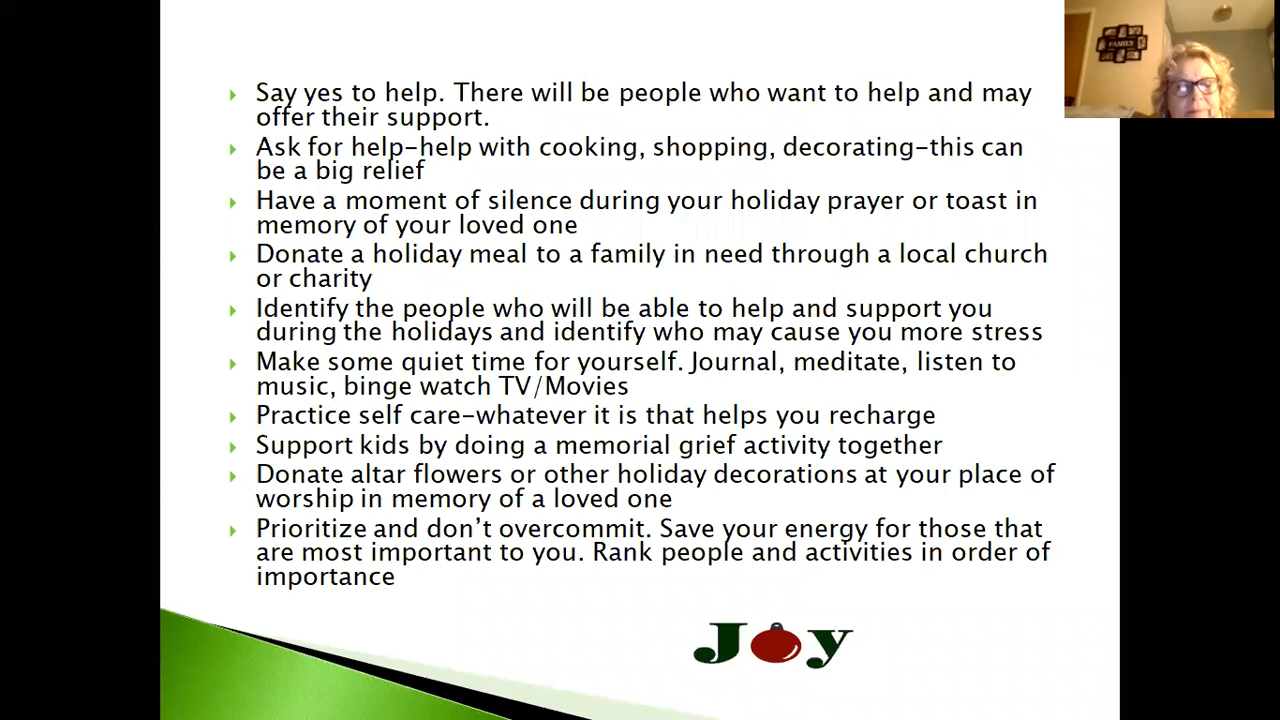 Say yes to help. There will be people who want to help and may
offer their support.
Ask for help-help with cooking, shopping, decorating-this can
be a big relief
Have a moment of silence during your holiday prayer or toast in
memory of your loved one
Donate a holiday meal to a family in need through a local church
or charity
Identify the people who will be able to help and support you
during the holidays and identify who may cause you more stress
Make some quiet time for yourself. Journal, meditate, listen to
music, binge watch TV/Movies
Practice self care-whatever it is that helps you recharge
Support kids by doing a memorial grief activity together
Donate altar flowers or other holiday decorations at your place of
worship in memory of a loved one
Prioritize and don't overcommit. Save your energy for those that
are most important to you. Rank people and activities in order of
importance
Joy
FAMILY